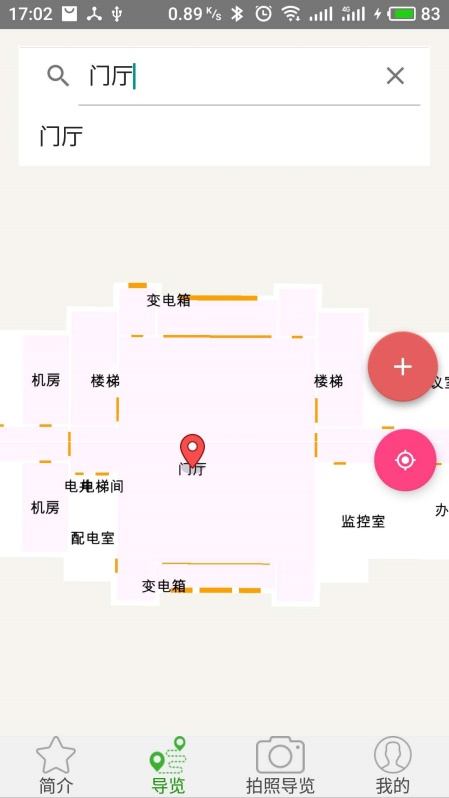 17:02 0.89 K/s 4G 83
门厅
门厅
变电箱
机房 楼梯 楼梯
门厅
电井 电梯间
机房
配电室 监控室 办
变电箱
简介 导览 拍照导览 我的